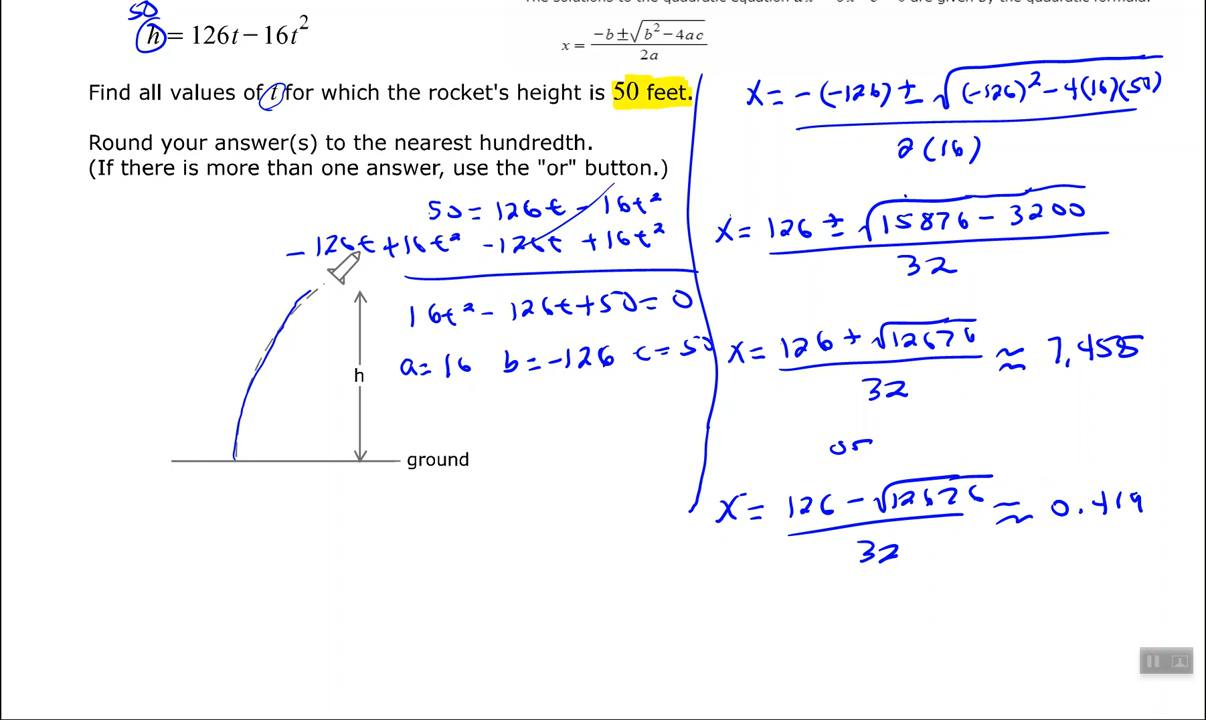 50
h = 126t − 16t²
x = (−b ± √(b² − 4ac)) / 2a
Find all values of t for which the rocket's height is 50 feet.
Round your answer(s) to the nearest hundredth.
(If there is more than one answer, use the "or" button.)
50 = 126t − 16t²
− 126t + 16t² − 126t + 16t²
16t² − 126t + 50 = 0
a = 16 b = −126 c = 50
h
ground
x = (−(−126) ± √((−126)² − 4(16)(50))) / 2(16)
x = (126 ± √(15876 − 3200)) / 32
x = (126 + √12676) / 32 ≈ 7.458
or
x = (126 − √12676) / 32 ≈ 0.419